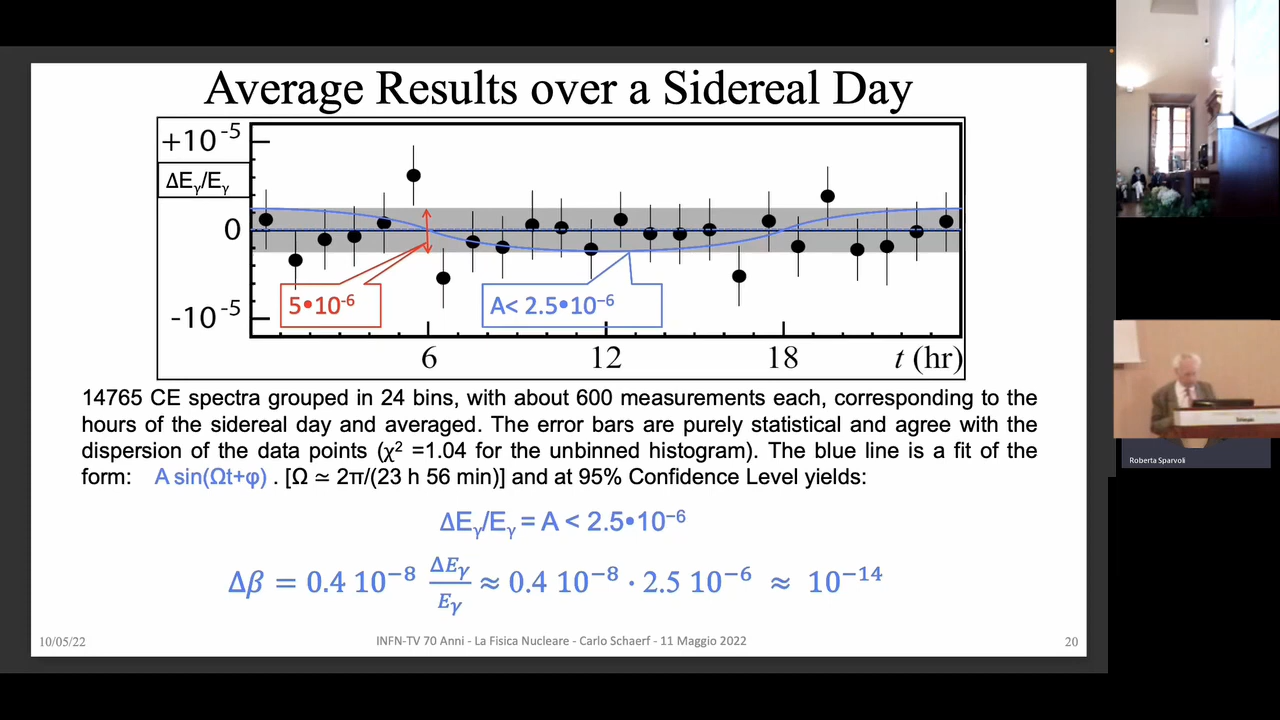 Average Results over a Sidereal Day
+10⁻⁵
ΔEᵧ/Eᵧ
0
-10⁻⁵
5•10⁻⁶
A< 2.5•10⁻⁶
6
12
18
t (hr)
14765 CE spectra grouped in 24 bins, with about 600 measurements each, corresponding to the
hours of the sidereal day and averaged. The error bars are purely statistical and agree with the
dispersion of the data points (χ² =1.04 for the unbinned histogram). The blue line is a fit of the
form: A sin(Ωt+φ) . [Ω ≃ 2π/(23 h 56 min)] and at 95% Confidence Level yields:
ΔEᵧ/Eᵧ = A < 2.5•10⁻⁶
Δβ = 0.4 10⁻⁸ ΔEᵧ/Eᵧ ≈ 0.4 10⁻⁸ · 2.5 10⁻⁶ ≈ 10⁻¹⁴
10/05/22
INFN-TV 70 Anni - La Fisica Nucleare - Carlo Schaerf - 11 Maggio 2022
20
Roberta Sparvoli